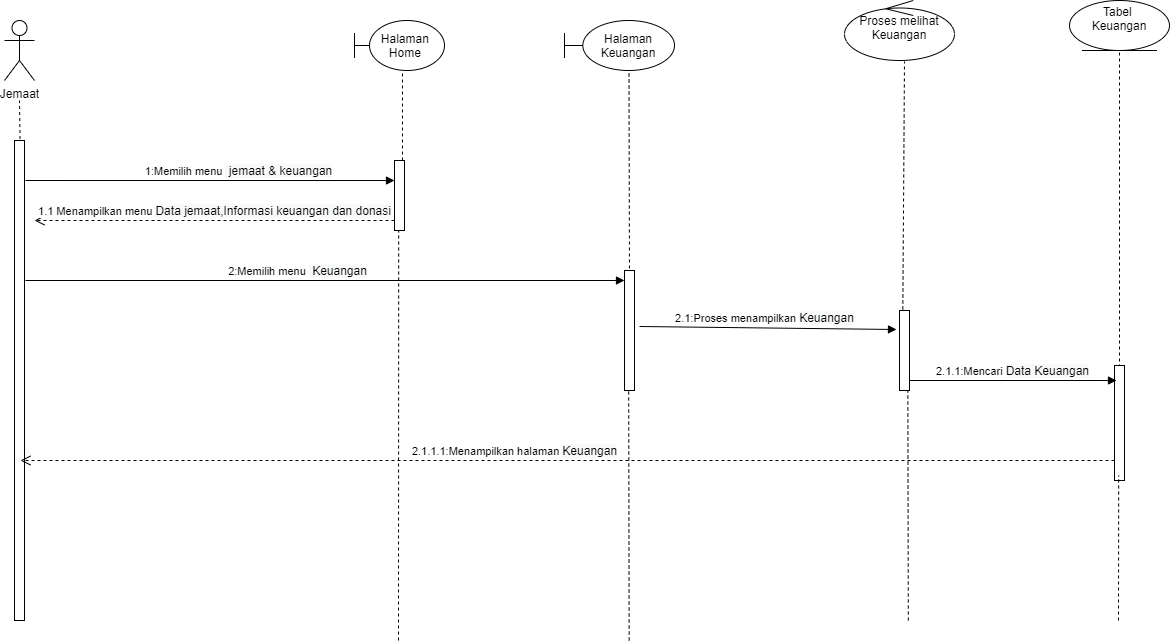 Jemaat
Halaman
Home
Halaman
Keuangan
Proses melihat
Keuangan
Tabel
Keuangan
1:Memilih menu jemaat & keuangan
1.1 Menampilkan menu Data jemaat,Informasi keuangan dan donasi
2:Memilih menu Keuangan
2.1:Proses menampilkan Keuangan
2.1.1:Mencari Data Keuangan
2.1.1.1:Menampilkan halaman Keuangan